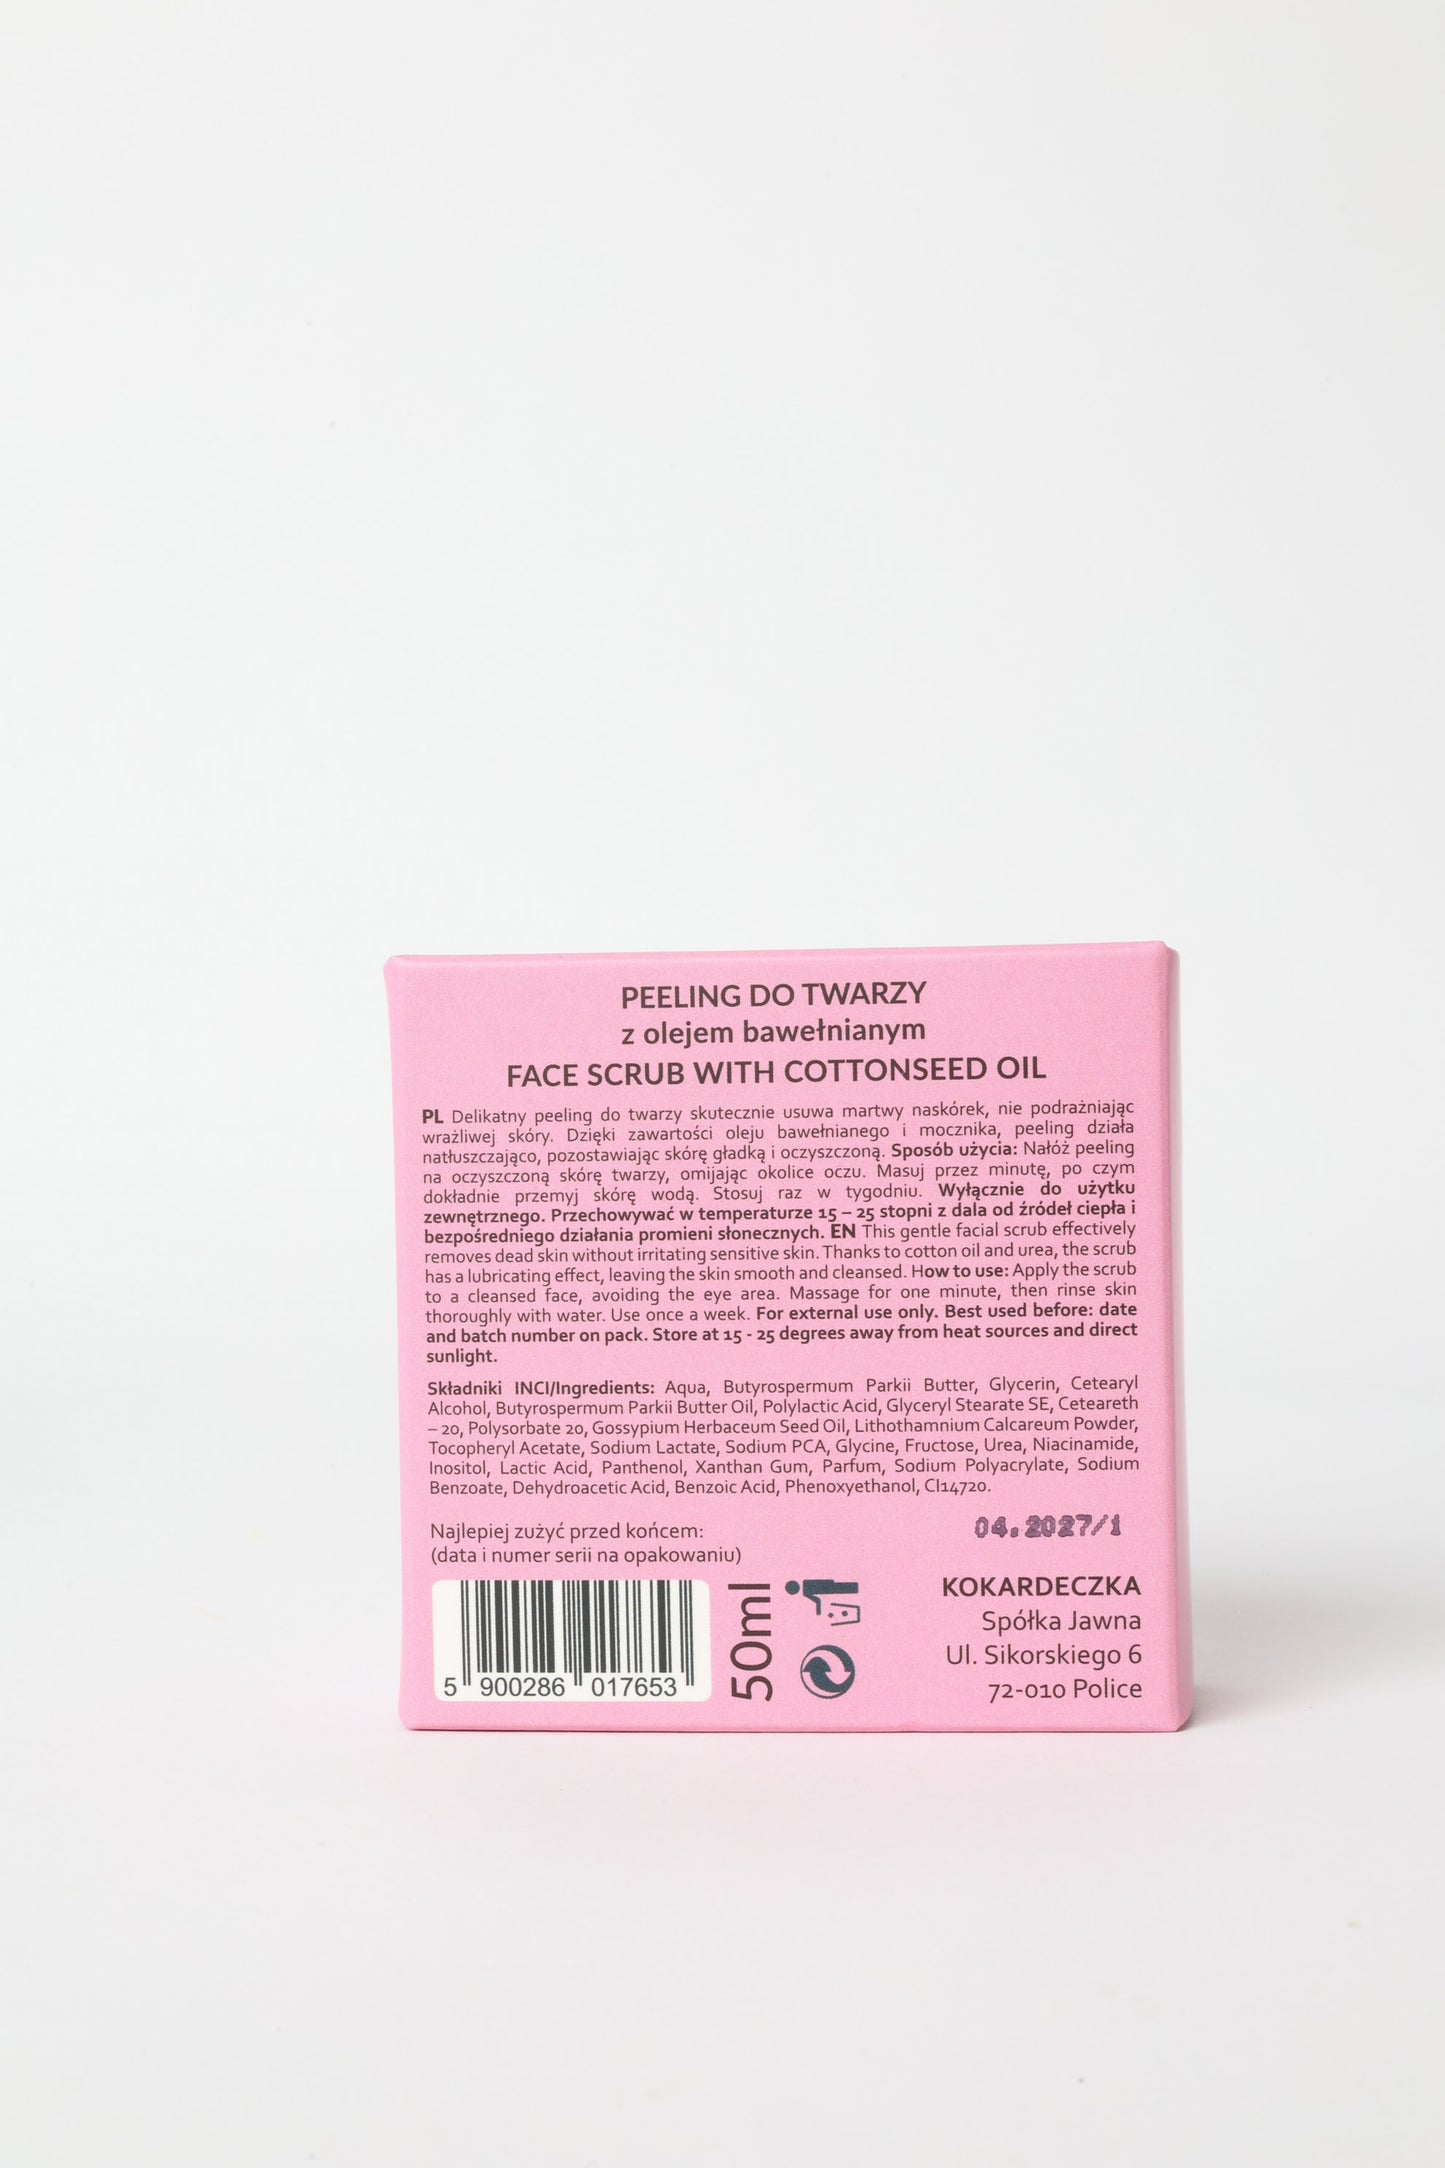 PEELING DO TWARZY
z olejem bawełnianym
FACE SCRUB WITH COTTONSEED OIL
PL Delikatny peeling do twarzy skutecznie usuwa martwy naskórek, nie podrażniając
wrażliwej skóry. Dzięki zawartości oleju bawełnianego i mocznika, peeling działa
natłuszczająco, pozostawiając skórę gładką i oczyszczoną. Sposób użycia: Nałóż peeling
na oczyszczoną skórę twarzy, omijając okolice oczu. Masuj przez minutę, po czym
dokładnie przemyj skórę wodą. Stosuj raz w tygodniu. Wyłącznie do użytku
zewnętrznego. Przechowywać w temperaturze 15 – 25 stopni z dala od źródeł ciepła i
bezpośredniego działania promieni słonecznych. EN This gentle facial scrub effectively
removes dead skin without irritating sensitive skin. Thanks to cotton oil and urea, the scrub
has a lubricating effect, leaving the skin smooth and cleansed. How to use: Apply the scrub
to a cleansed face, avoiding the eye area. Massage for one minute, then rinse skin
thoroughly with water. Use once a week. For external use only. Best used before: date
and batch number on pack. Store at 15 - 25 degrees away from heat sources and direct
sunlight.
Składniki INCI/Ingredients: Aqua, Butyrospermum Parkii Butter, Glycerin, Cetearyl
Alcohol, Butyrospermum Parkii Butter Oil, Polylactic Acid, Glyceryl Stearate SE, Ceteareth
– 20, Polysorbate 20, Gossypium Herbaceum Seed Oil, Lithothamnium Calcareum Powder,
Tocopheryl Acetate, Sodium Lactate, Sodium PCA, Glycine, Fructose, Urea, Niacinamide,
Inositol, Lactic Acid, Panthenol, Xanthan Gum, Parfum, Sodium Polyacrylate, Sodium
Benzoate, Dehydroacetic Acid, Benzoic Acid, Phenoxyethanol, CI14720.
Najlepiej zużyć przed końcem:
(data i numer serii na opakowaniu)
04.2027/1
5 900286 017653
50ml
KOKARDECZKA
Spółka Jawna
Ul. Sikorskiego 6
72-010 Police